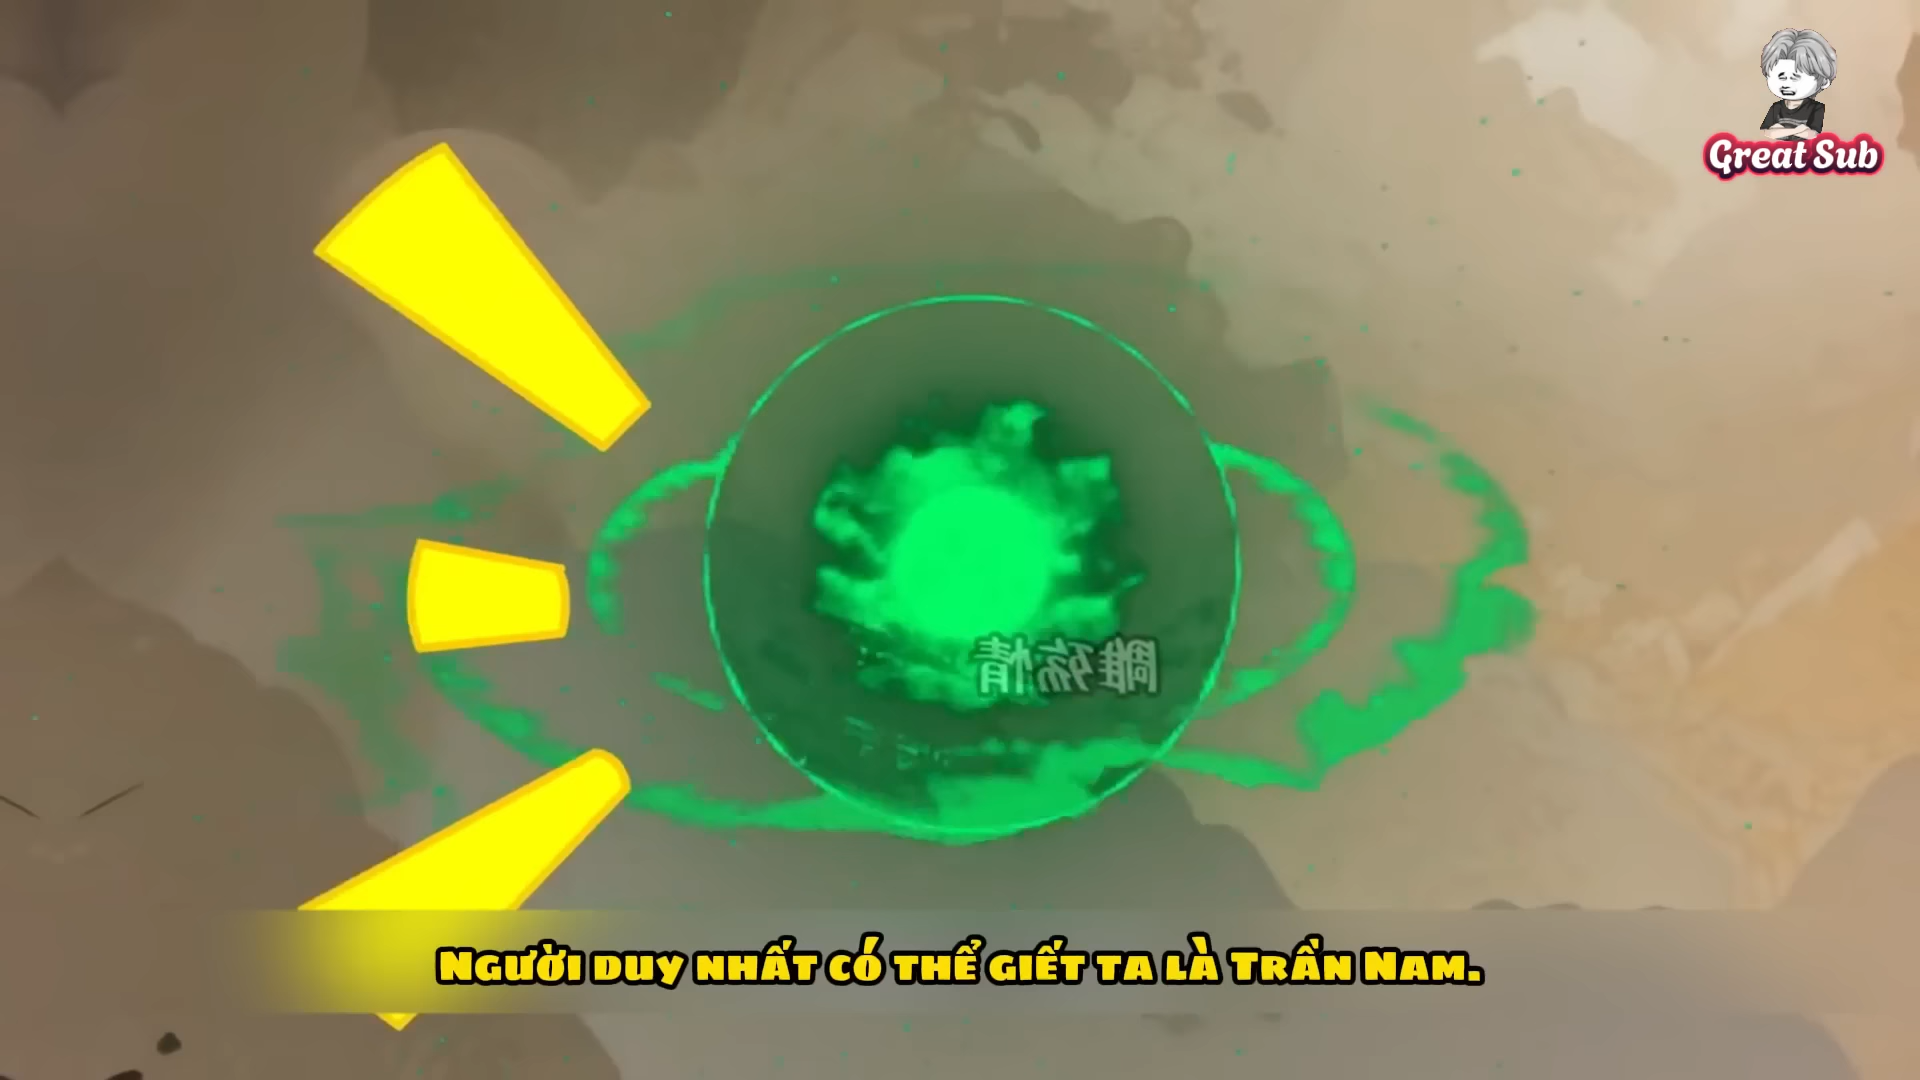 Great Sub
Người duy nhất có thể giết ta là Trần Nam.